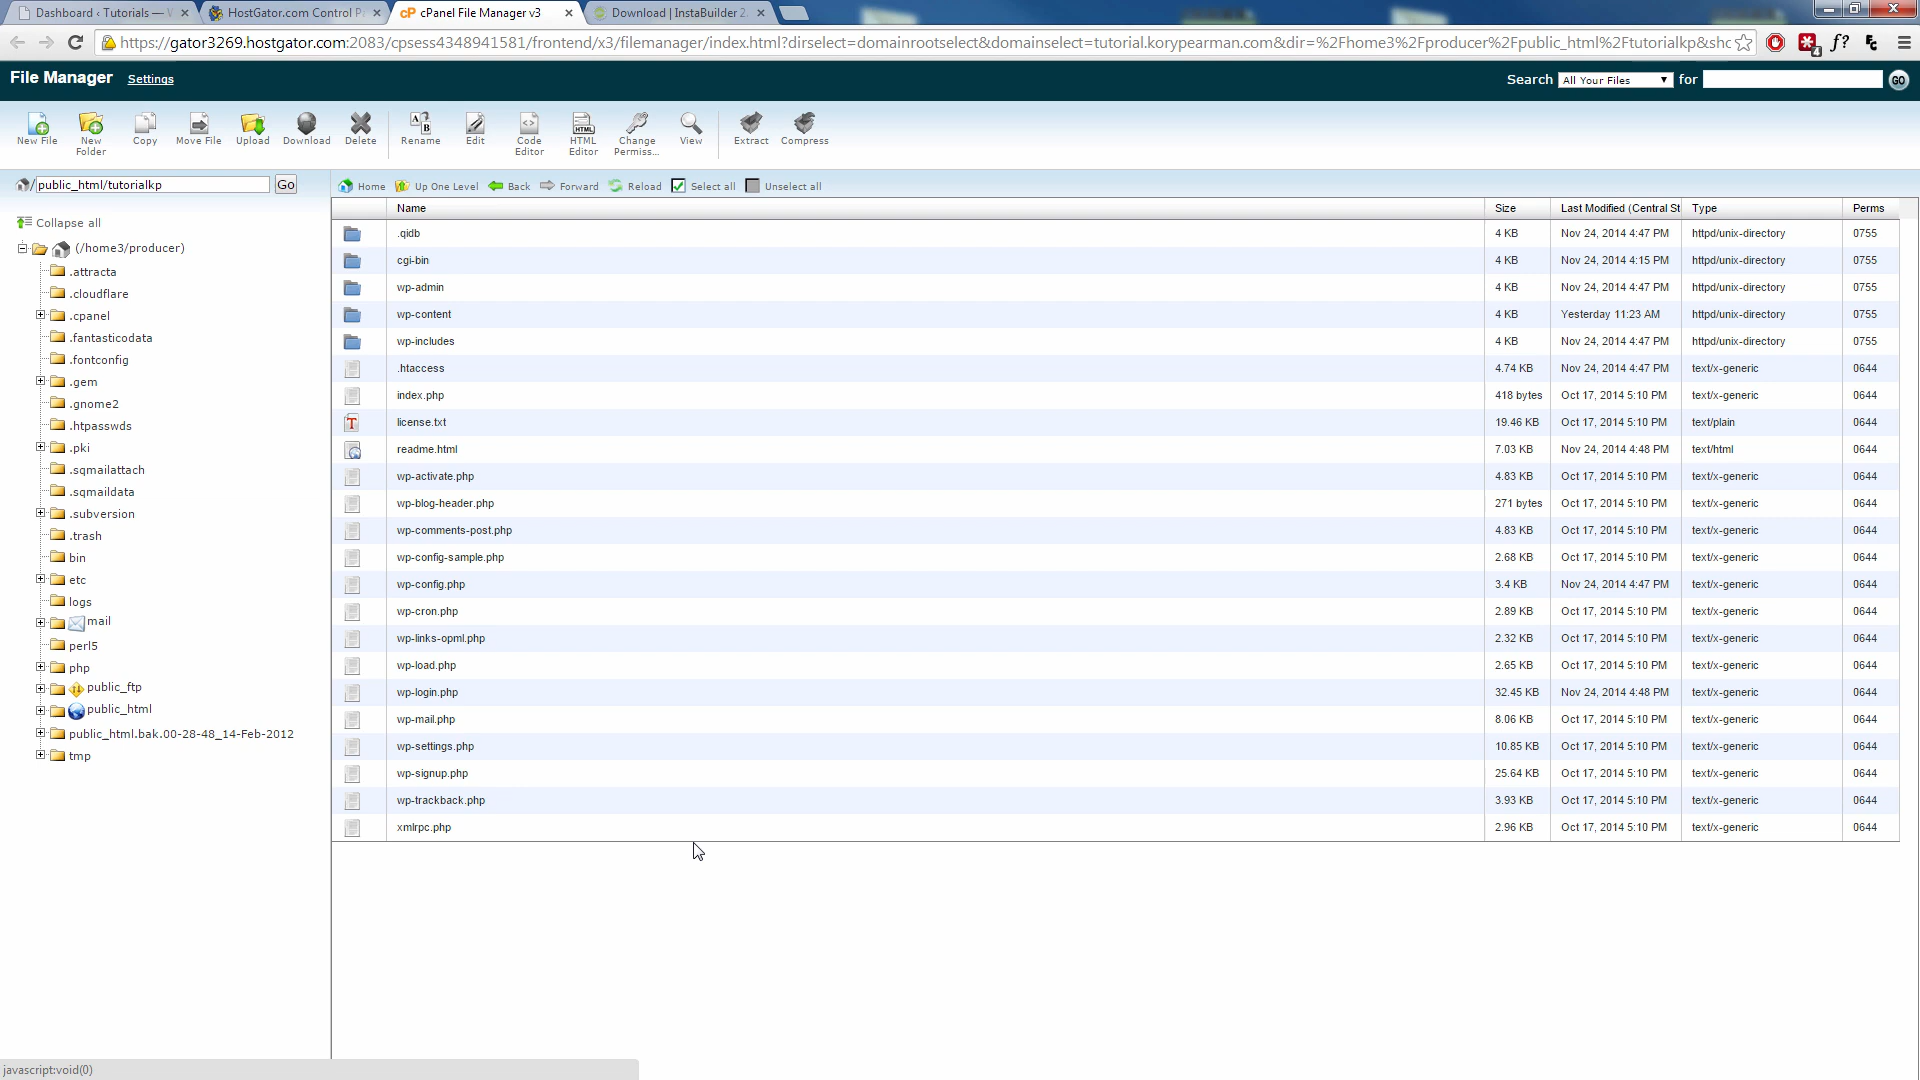 Dashboard ‹ Tutorials — W
HostGator.com Control P
cPanel File Manager v3
Download | InstaBuilder 2.
https://gator3269.hostgator.com:2083/cpsess4348941581/frontend/x3/filemanager/index.html?dirselect=domainrootselect&domainselect=tutorial.korypearman.com&dir=%2Fhome3%2Fproducer%2Fpublic_html%2Ftutorialkp&shc
File Manager Settings
Search All Your Files for GO
New File
New Folder
Copy
Move File
Upload
Download
Delete
Rename
Edit
Code Editor
HTML Editor
Change Permiss...
View
Extract
Compress
/ public_html/tutorialkp Go
Home Up One Level Back Forward Reload Select all Unselect all
Collapse all
(/home3/producer)
.attracta
.cloudflare
.cpanel
.fantasticodata
.fontconfig
.gem
.gnome2
.htpasswds
.pki
.sqmailattach
.sqmaildata
.subversion
.trash
bin
etc
logs
mail
perl5
php
public_ftp
public_html
public_html.bak.00-28-48_14-Feb-2012
tmp
Name Size Last Modified (Central St Type Perms
.qidb 4 KB Nov 24, 2014 4:47 PM httpd/unix-directory 0755
cgi-bin 4 KB Nov 24, 2014 4:15 PM httpd/unix-directory 0755
wp-admin 4 KB Nov 24, 2014 4:47 PM httpd/unix-directory 0755
wp-content 4 KB Yesterday 11:23 AM httpd/unix-directory 0755
wp-includes 4 KB Nov 24, 2014 4:47 PM httpd/unix-directory 0755
.htaccess 4.74 KB Nov 24, 2014 4:47 PM text/x-generic 0644
index.php 418 bytes Oct 17, 2014 5:10 PM text/x-generic 0644
license.txt 19.46 KB Oct 17, 2014 5:10 PM text/plain 0644
readme.html 7.03 KB Nov 24, 2014 4:48 PM text/html 0644
wp-activate.php 4.83 KB Oct 17, 2014 5:10 PM text/x-generic 0644
wp-blog-header.php 271 bytes Oct 17, 2014 5:10 PM text/x-generic 0644
wp-comments-post.php 4.83 KB Oct 17, 2014 5:10 PM text/x-generic 0644
wp-config-sample.php 2.68 KB Oct 17, 2014 5:10 PM text/x-generic 0644
wp-config.php 3.4 KB Nov 24, 2014 4:47 PM text/x-generic 0644
wp-cron.php 2.89 KB Oct 17, 2014 5:10 PM text/x-generic 0644
wp-links-opml.php 2.32 KB Oct 17, 2014 5:10 PM text/x-generic 0644
wp-load.php 2.65 KB Oct 17, 2014 5:10 PM text/x-generic 0644
wp-login.php 32.45 KB Nov 24, 2014 4:48 PM text/x-generic 0644
wp-mail.php 8.06 KB Oct 17, 2014 5:10 PM text/x-generic 0644
wp-settings.php 10.85 KB Oct 17, 2014 5:10 PM text/x-generic 0644
wp-signup.php 25.64 KB Oct 17, 2014 5:10 PM text/x-generic 0644
wp-trackback.php 3.93 KB Oct 17, 2014 5:10 PM text/x-generic 0644
xmlrpc.php 2.96 KB Oct 17, 2014 5:10 PM text/x-generic 0644
javascript:void(0)